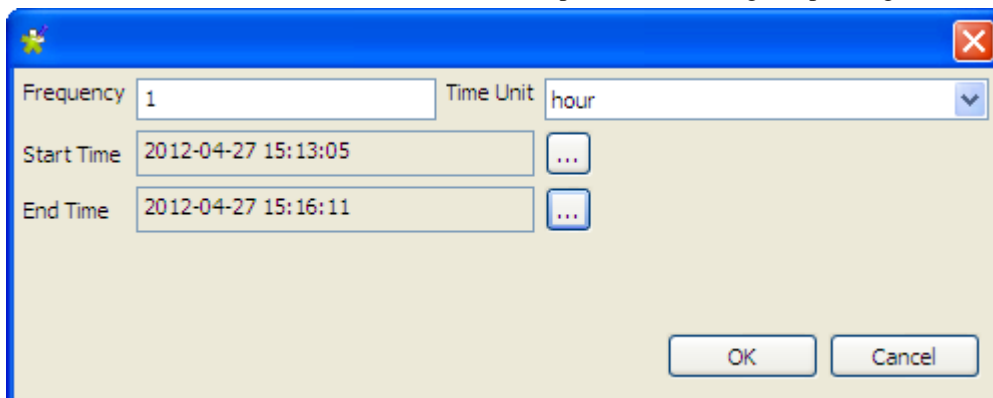 Frequency 1 Time Unit hour
Start Time 2012-04-27 15:13:05 ...
End Time 2012-04-27 15:16:11 ...
OK Cancel